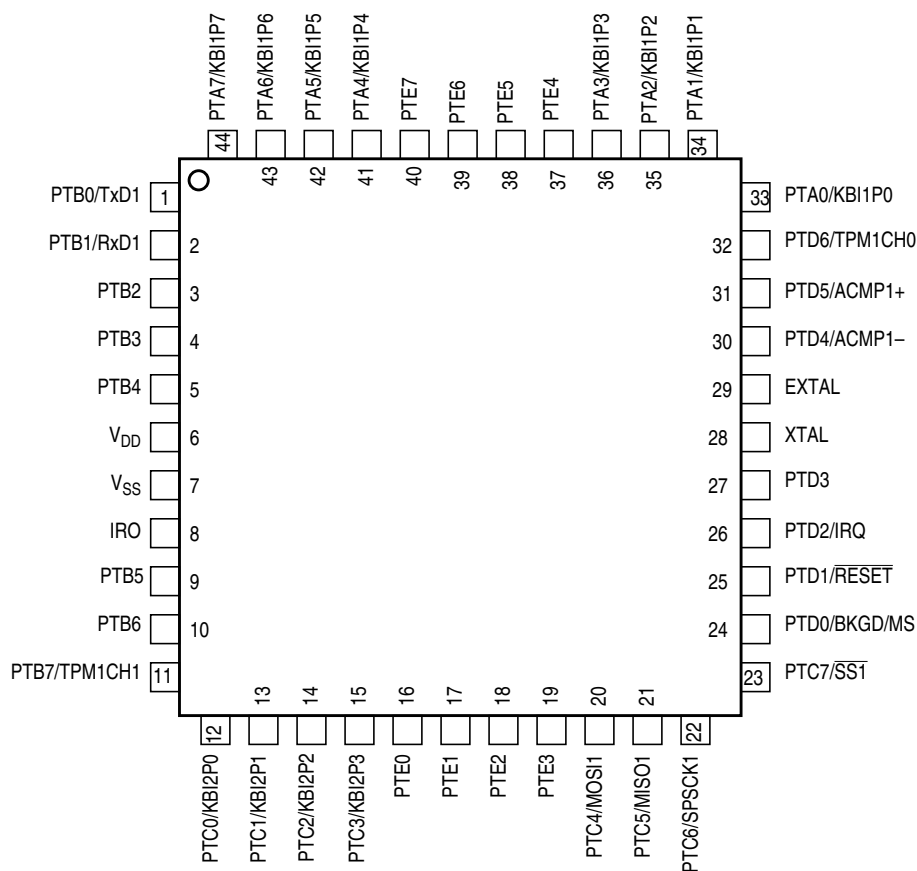 PTA7/KBI1P7
PTA6/KBI1P6
PTA5/KBI1P5
PTA4/KBI1P4
PTE7
PTE6
PTE5
PTE4
PTA3/KBI1P3
PTA2/KBI1P2
PTA1/KBI1P1
44
43
42
41
40
39
38
37
36
35
34
PTB0/TxD1 1
PTB1/RxD1 2
PTB2 3
PTB3 4
PTB4 5
VDD 6
VSS 7
IRO 8
PTB5 9
PTB6 10
PTB7/TPM1CH1 11
33 PTA0/KBI1P0
32 PTD6/TPM1CH0
31 PTD5/ACMP1+
30 PTD4/ACMP1–
29 EXTAL
28 XTAL
27 PTD3
26 PTD2/IRQ
25 PTD1/RESET
24 PTD0/BKGD/MS
23 PTC7/SS1
12
13
14
15
16
17
18
19
20
21
22
PTC0/KBI2P0
PTC1/KBI2P1
PTC2/KBI2P2
PTC3/KBI2P3
PTE0
PTE1
PTE2
PTE3
PTC4/MOSI1
PTC5/MISO1
PTC6/SPSCK1